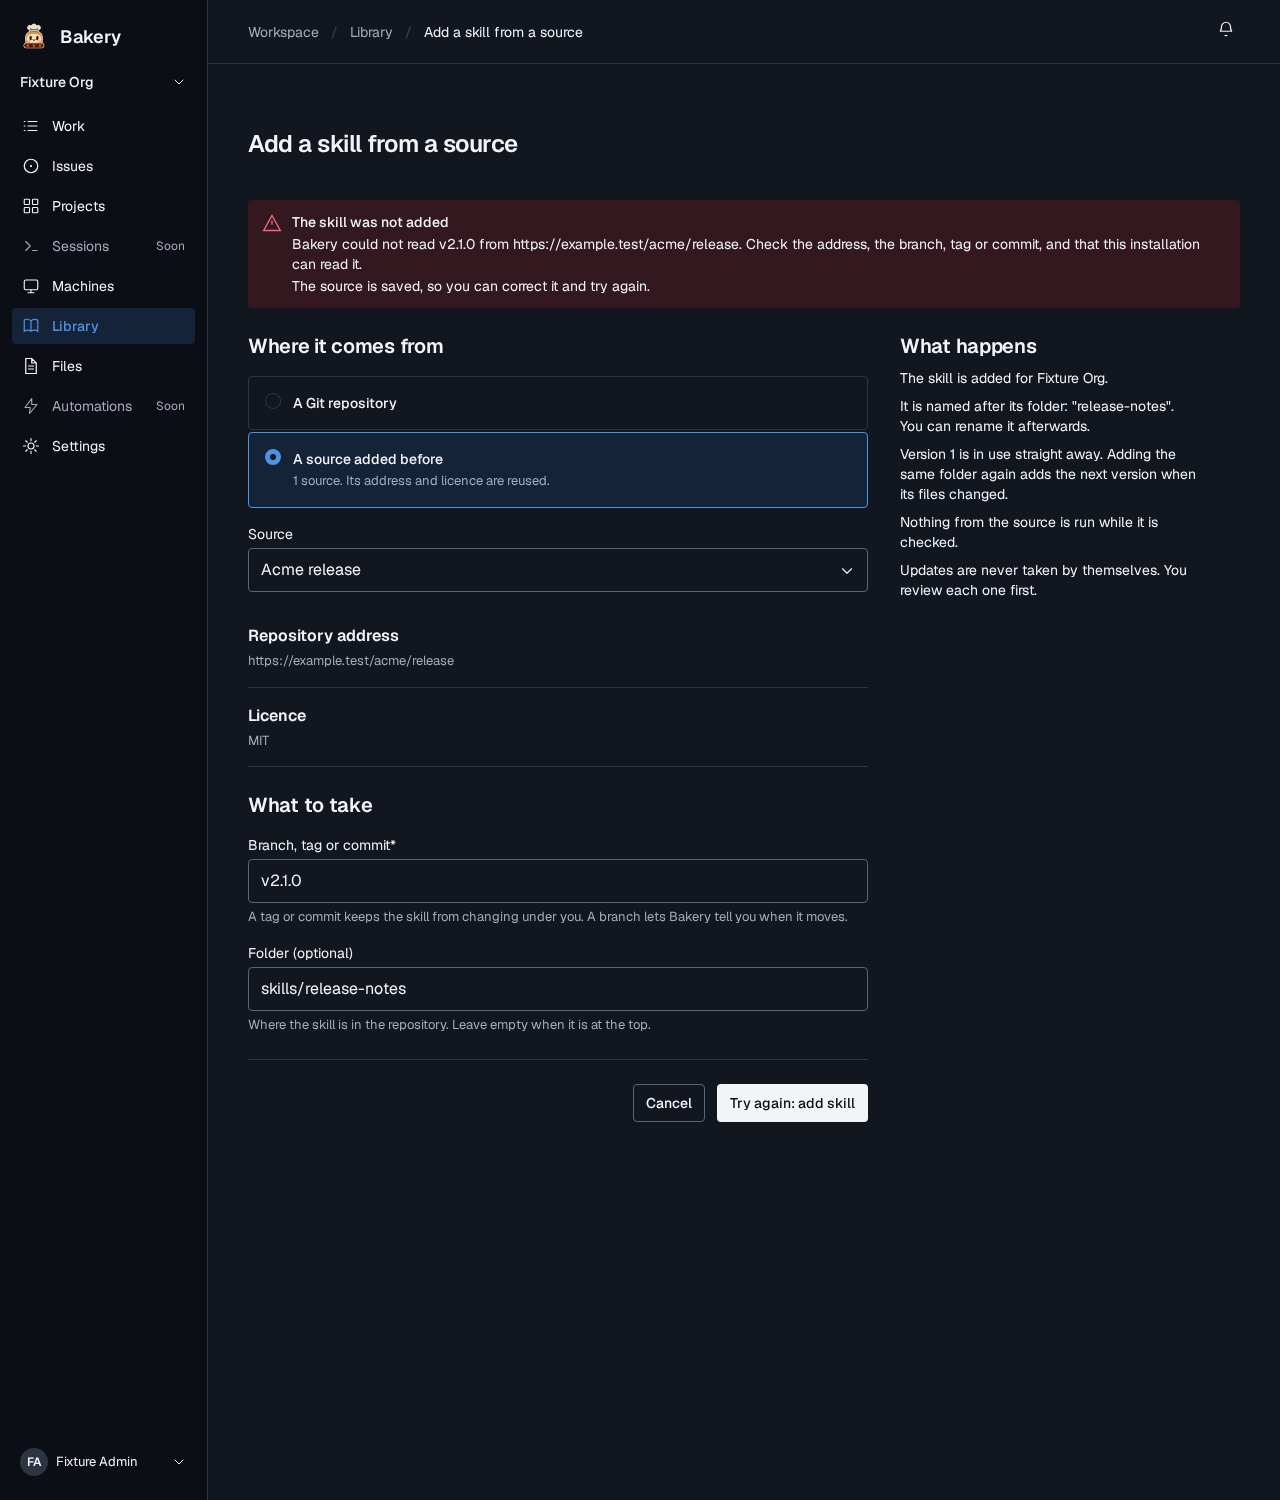 Bakery
Fixture Org
Work
Issues
Projects
Sessions Soon
Machines
Library
Files
Automations Soon
Settings
FA Fixture Admin
Workspace / Library / Add a skill from a source
Add a skill from a source
The skill was not added
Bakery could not read v2.1.0 from https://example.test/acme/release. Check the address, the branch, tag or commit, and that this installation
can read it.
The source is saved, so you can correct it and try again.
Where it comes from
A Git repository
A source added before
1 source. Its address and licence are reused.
Source
Acme release
Repository address
https://example.test/acme/release
Licence
MIT
What to take
Branch, tag or commit*
v2.1.0
A tag or commit keeps the skill from changing under you. A branch lets Bakery tell you when it moves.
Folder (optional)
skills/release-notes
Where the skill is in the repository. Leave empty when it is at the top.
Cancel
Try again: add skill
What happens
The skill is added for Fixture Org.
It is named after its folder: "release-notes".
You can rename it afterwards.
Version 1 is in use straight away. Adding the
same folder again adds the next version when
its files changed.
Nothing from the source is run while it is
checked.
Updates are never taken by themselves. You
review each one first.